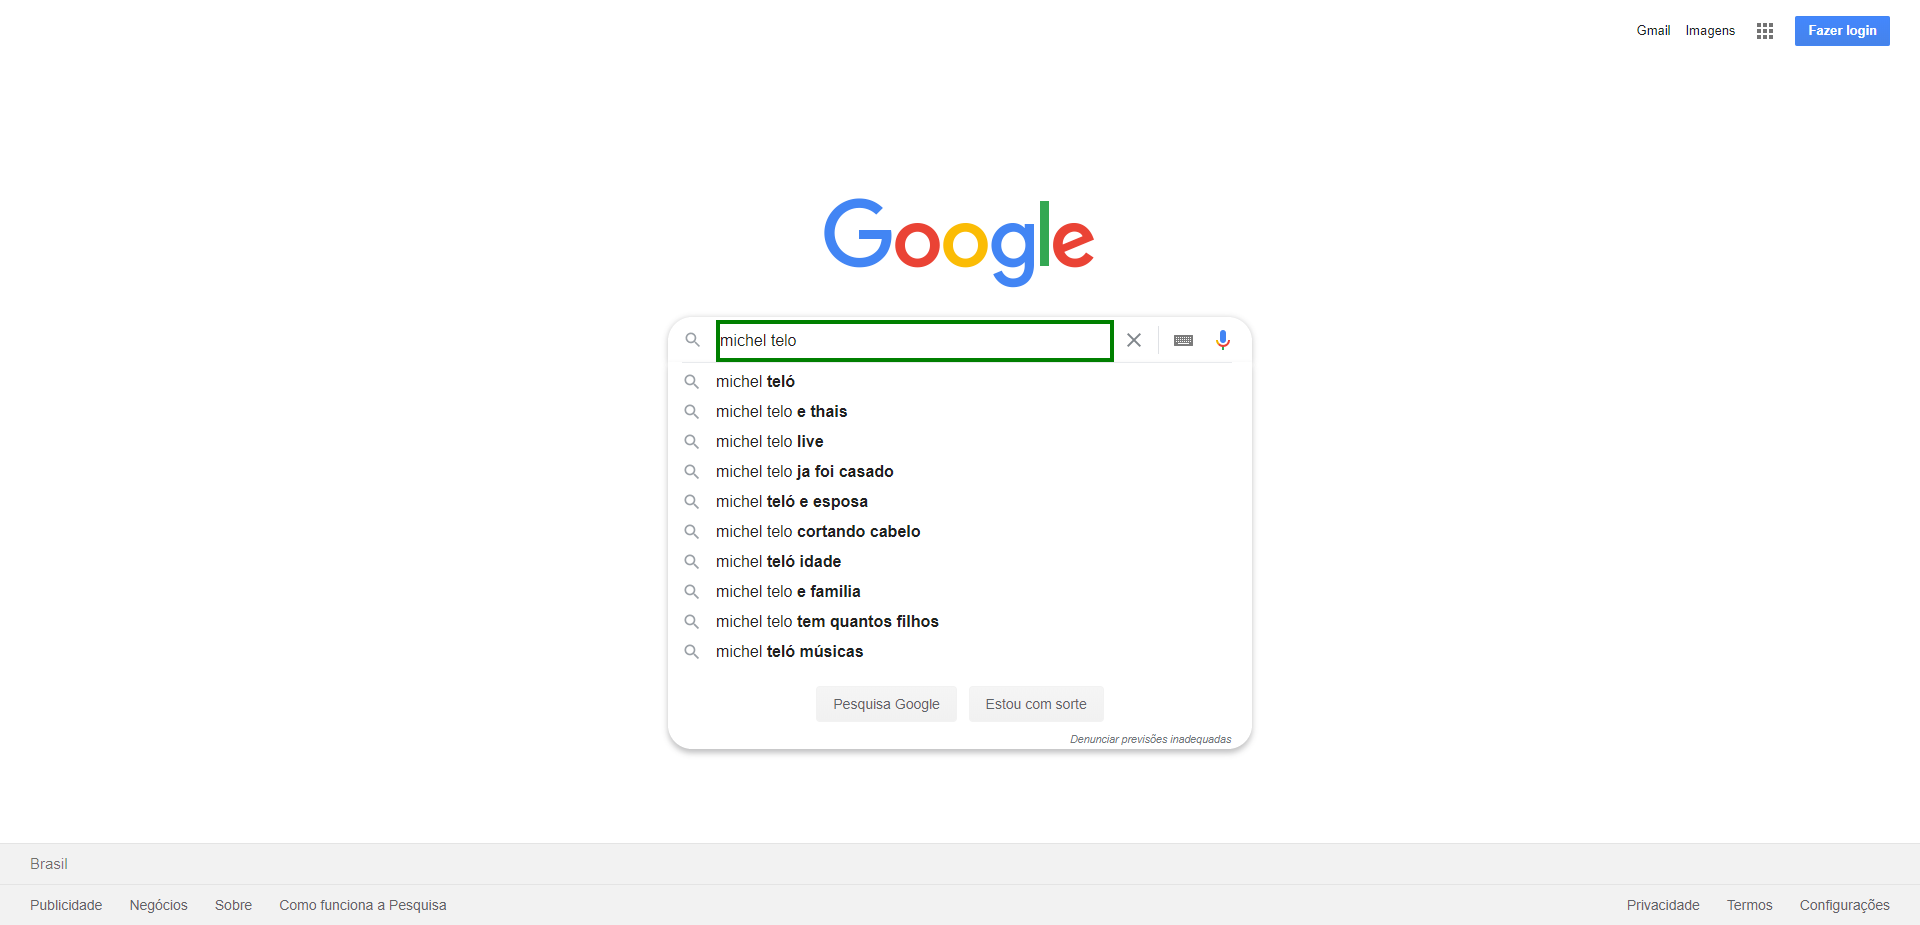 Gmail Imagens Fazer login
Google
michel telo
michel teló
michel telo e thais
michel telo live
michel telo ja foi casado
michel teló e esposa
michel telo cortando cabelo
michel teló idade
michel telo e familia
michel telo tem quantos filhos
michel teló músicas
Pesquisa Google Estou com sorte
Denunciar previsões inadequadas
Brasil
Publicidade Negócios Sobre Como funciona a Pesquisa Privacidade Termos Configurações